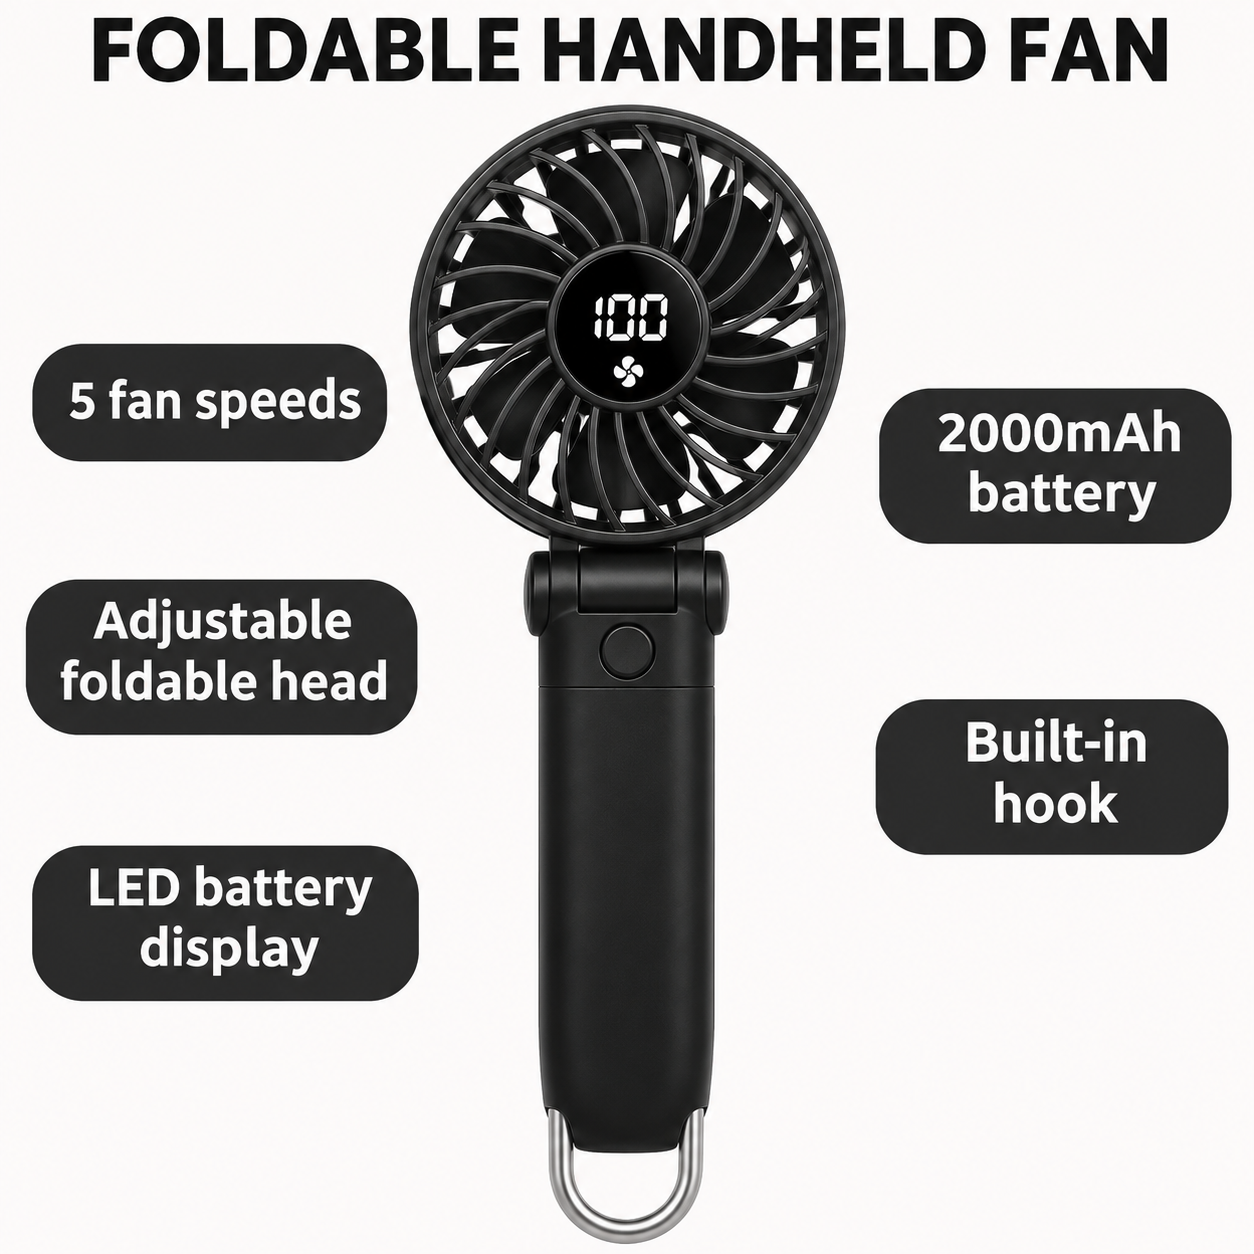 FOLDABLE HANDHELD FAN
100
5 fan speeds
2000mAh
battery
Adjustable
foldable head
Built-in
hook
LED battery
display